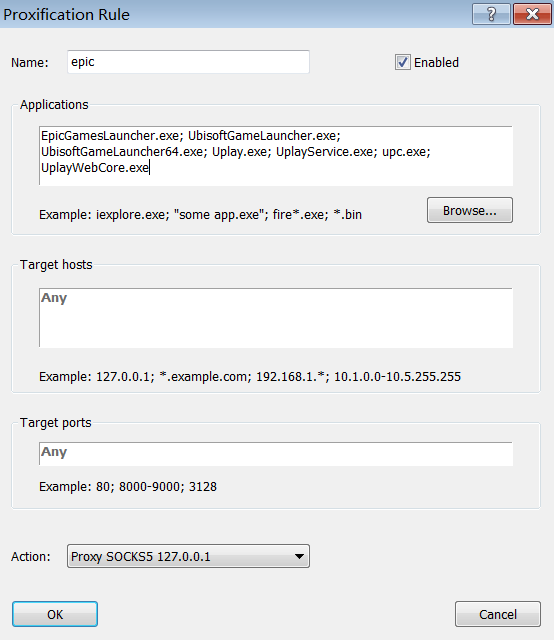 Proxification Rule
Name: epic Enabled
Applications
EpicGamesLauncher.exe; UbisoftGameLauncher.exe;
UbisoftGameLauncher64.exe; Uplay.exe; UplayService.exe; upc.exe;
UplayWebCore.exe
Example: iexplore.exe; "some app.exe"; fire*.exe; *.bin Browse...
Target hosts
Any
Example: 127.0.0.1; *.example.com; 192.168.1.*; 10.1.0.0-10.5.255.255
Target ports
Any
Example: 80; 8000-9000; 3128
Action: Proxy SOCKS5 127.0.0.1
OK Cancel